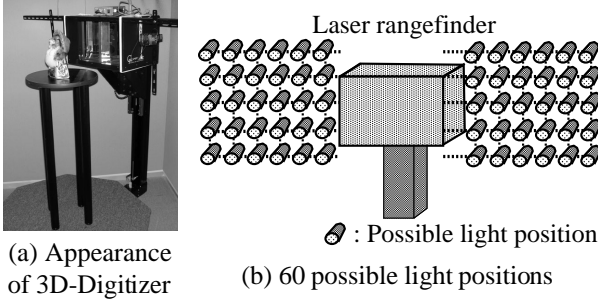 Laser rangefinder
: Possible light position
(a) Appearance
of 3D-Digitizer
(b) 60 possible light positions